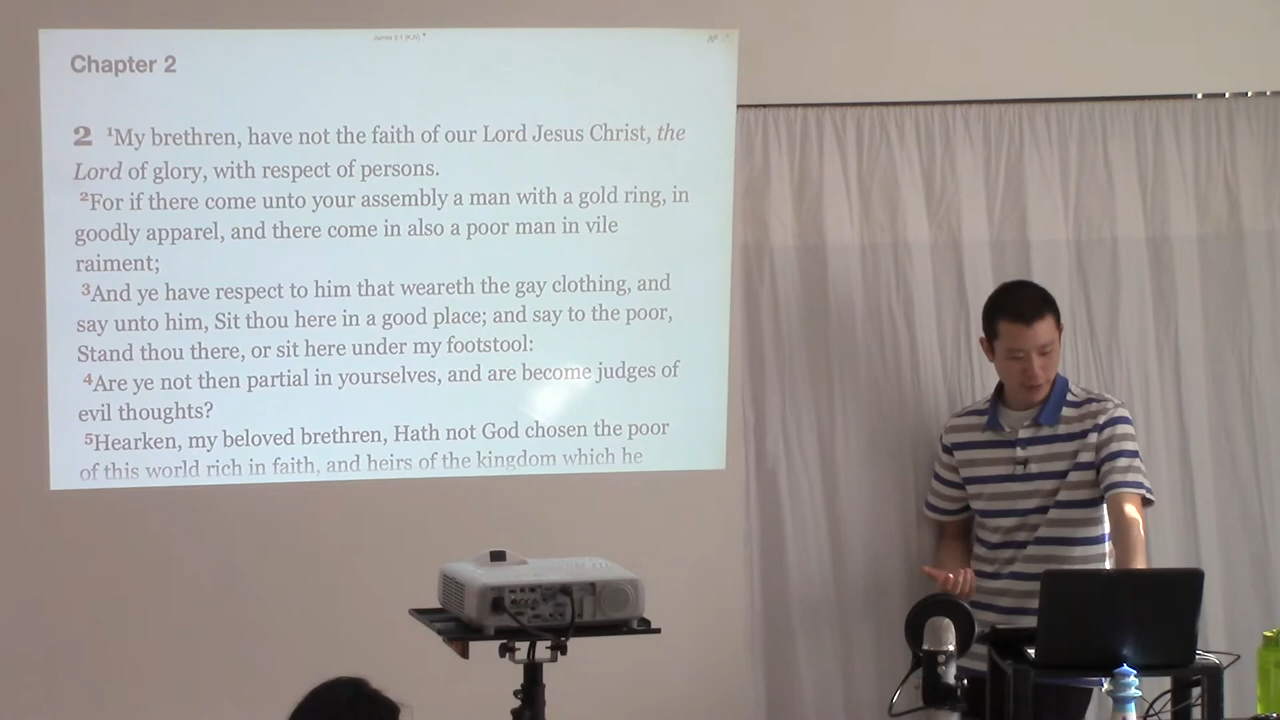 James 2:1 (KJV)
Chapter 2
2 1My brethren, have not the faith of our Lord Jesus Christ, the
Lord of glory, with respect of persons.
2For if there come unto your assembly a man with a gold ring, in
goodly apparel, and there come in also a poor man in vile
raiment;
3And ye have respect to him that weareth the gay clothing, and
say unto him, Sit thou here in a good place; and say to the poor,
Stand thou there, or sit here under my footstool:
4Are ye not then partial in yourselves, and are become judges of
evil thoughts?
5Hearken, my beloved brethren, Hath not God chosen the poor
of this world rich in faith, and heirs of the kingdom which he